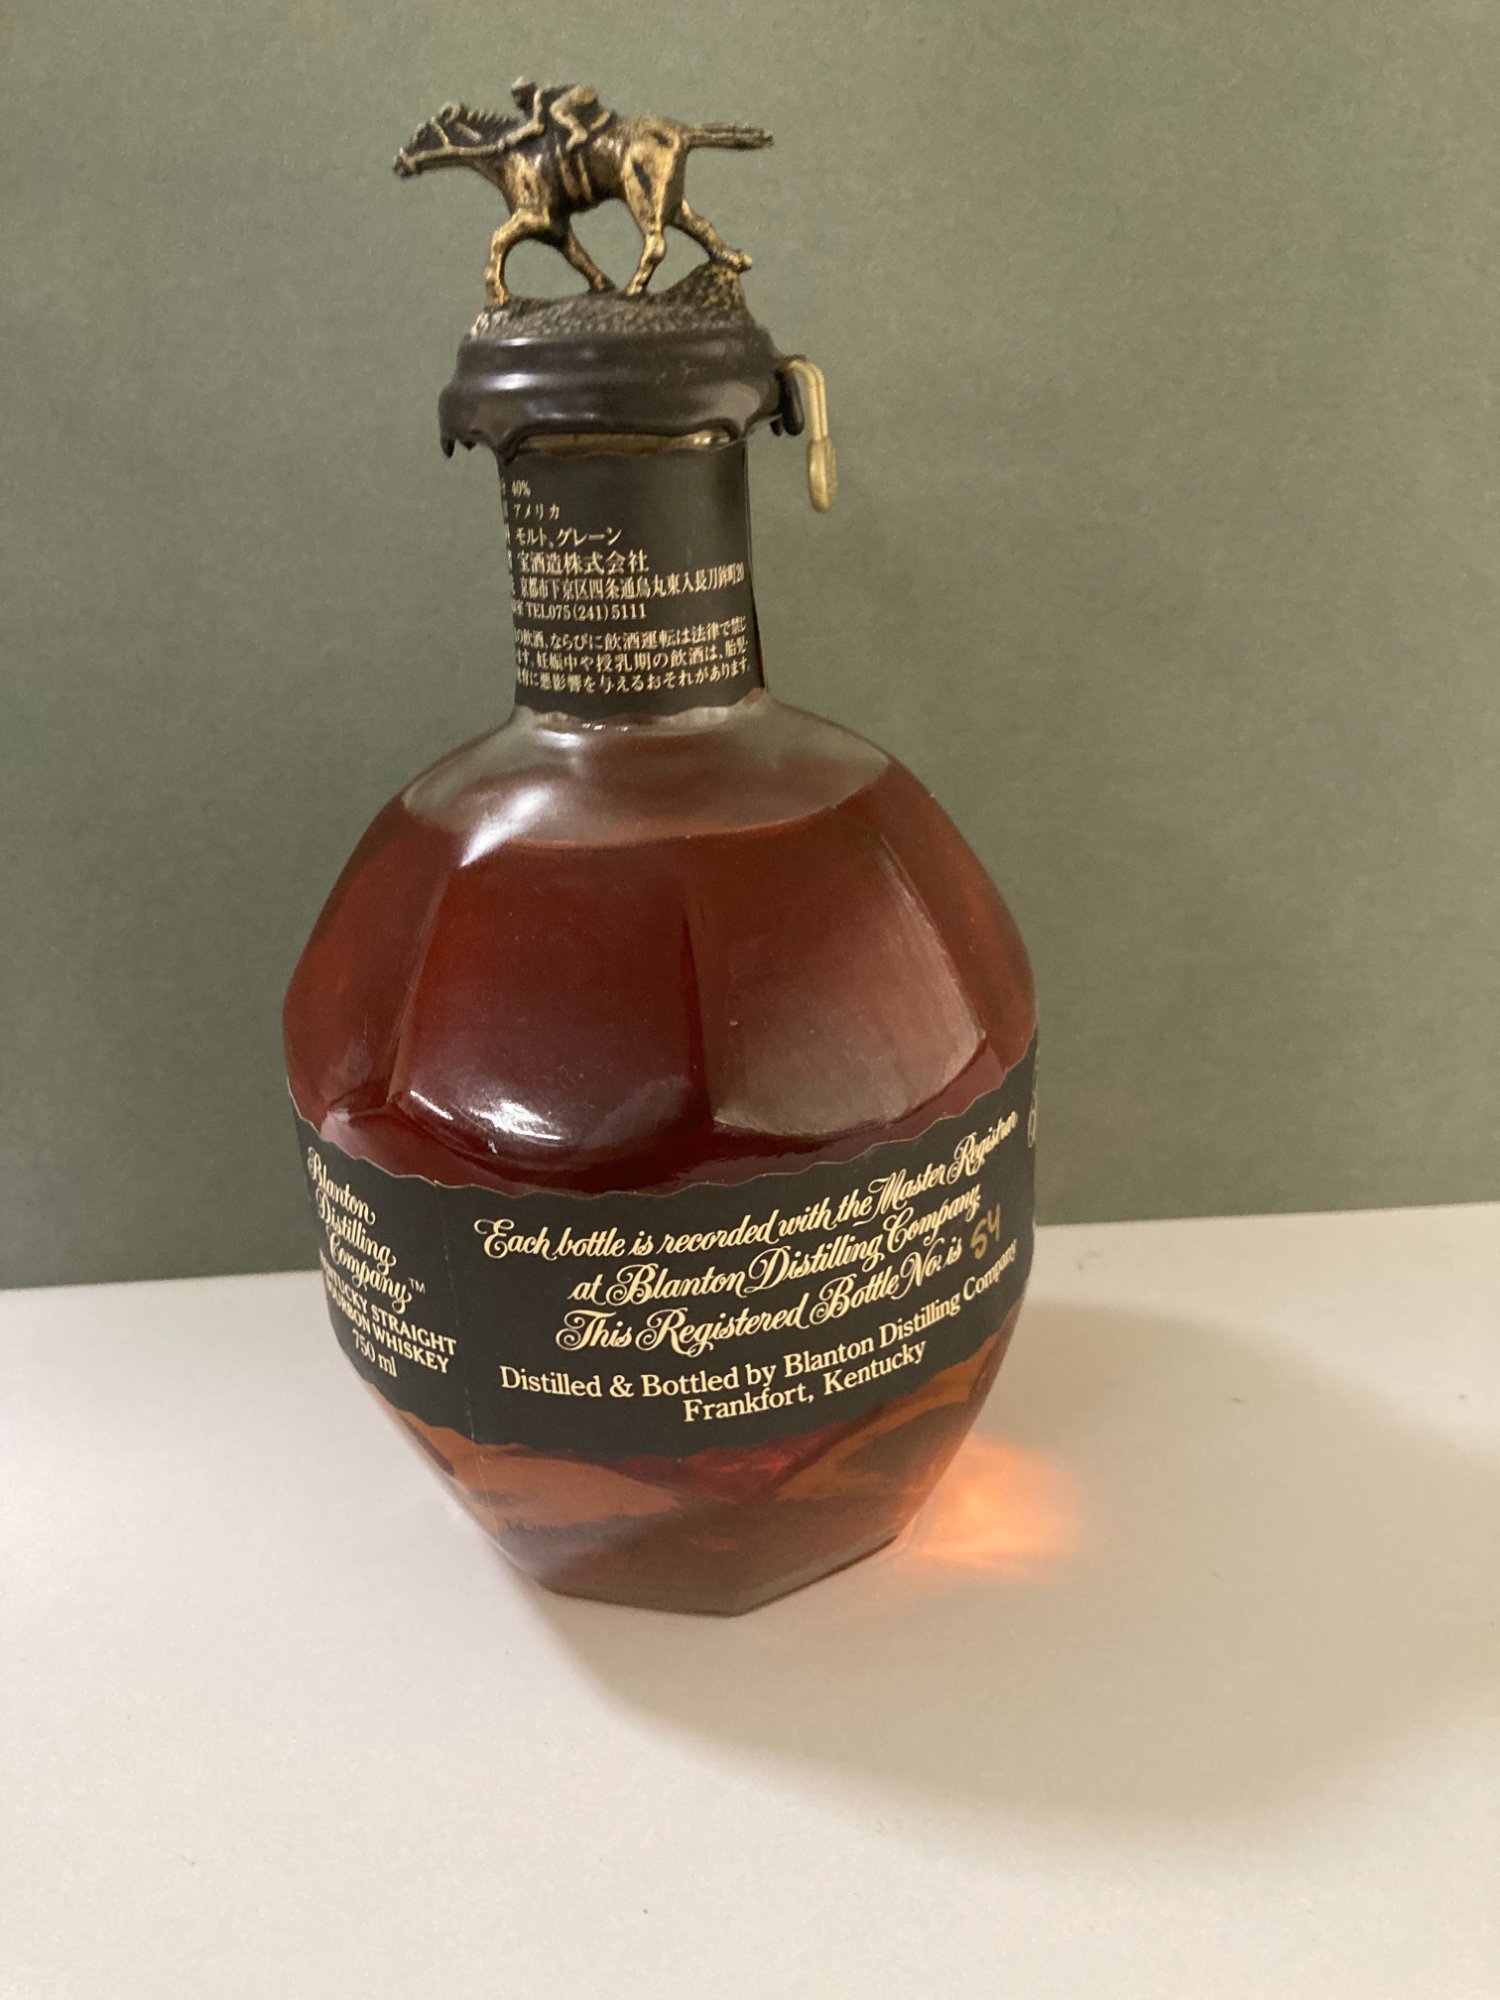 40%
アメリカ
モルト、グレーン
宝酒造株式会社
京都市下京区四条通烏丸東入長刀鉾町20
TEL.075(241)5111
の飲酒、ならびに飲酒運転は法律で禁じ
ます。妊娠中や授乳期の飲酒は、胎児・
に悪影響を与えるおそれがあります。
Blanton
Distilling
Company™
KENTUCKY STRAIGHT
BOURBON WHISKEY
750 ml
Each bottle is recorded with the Master Registrar
at Blanton Distilling Company.
This Registered Bottle No. is 54
Distilled & Bottled by Blanton Distilling Company
Frankfort, Kentucky